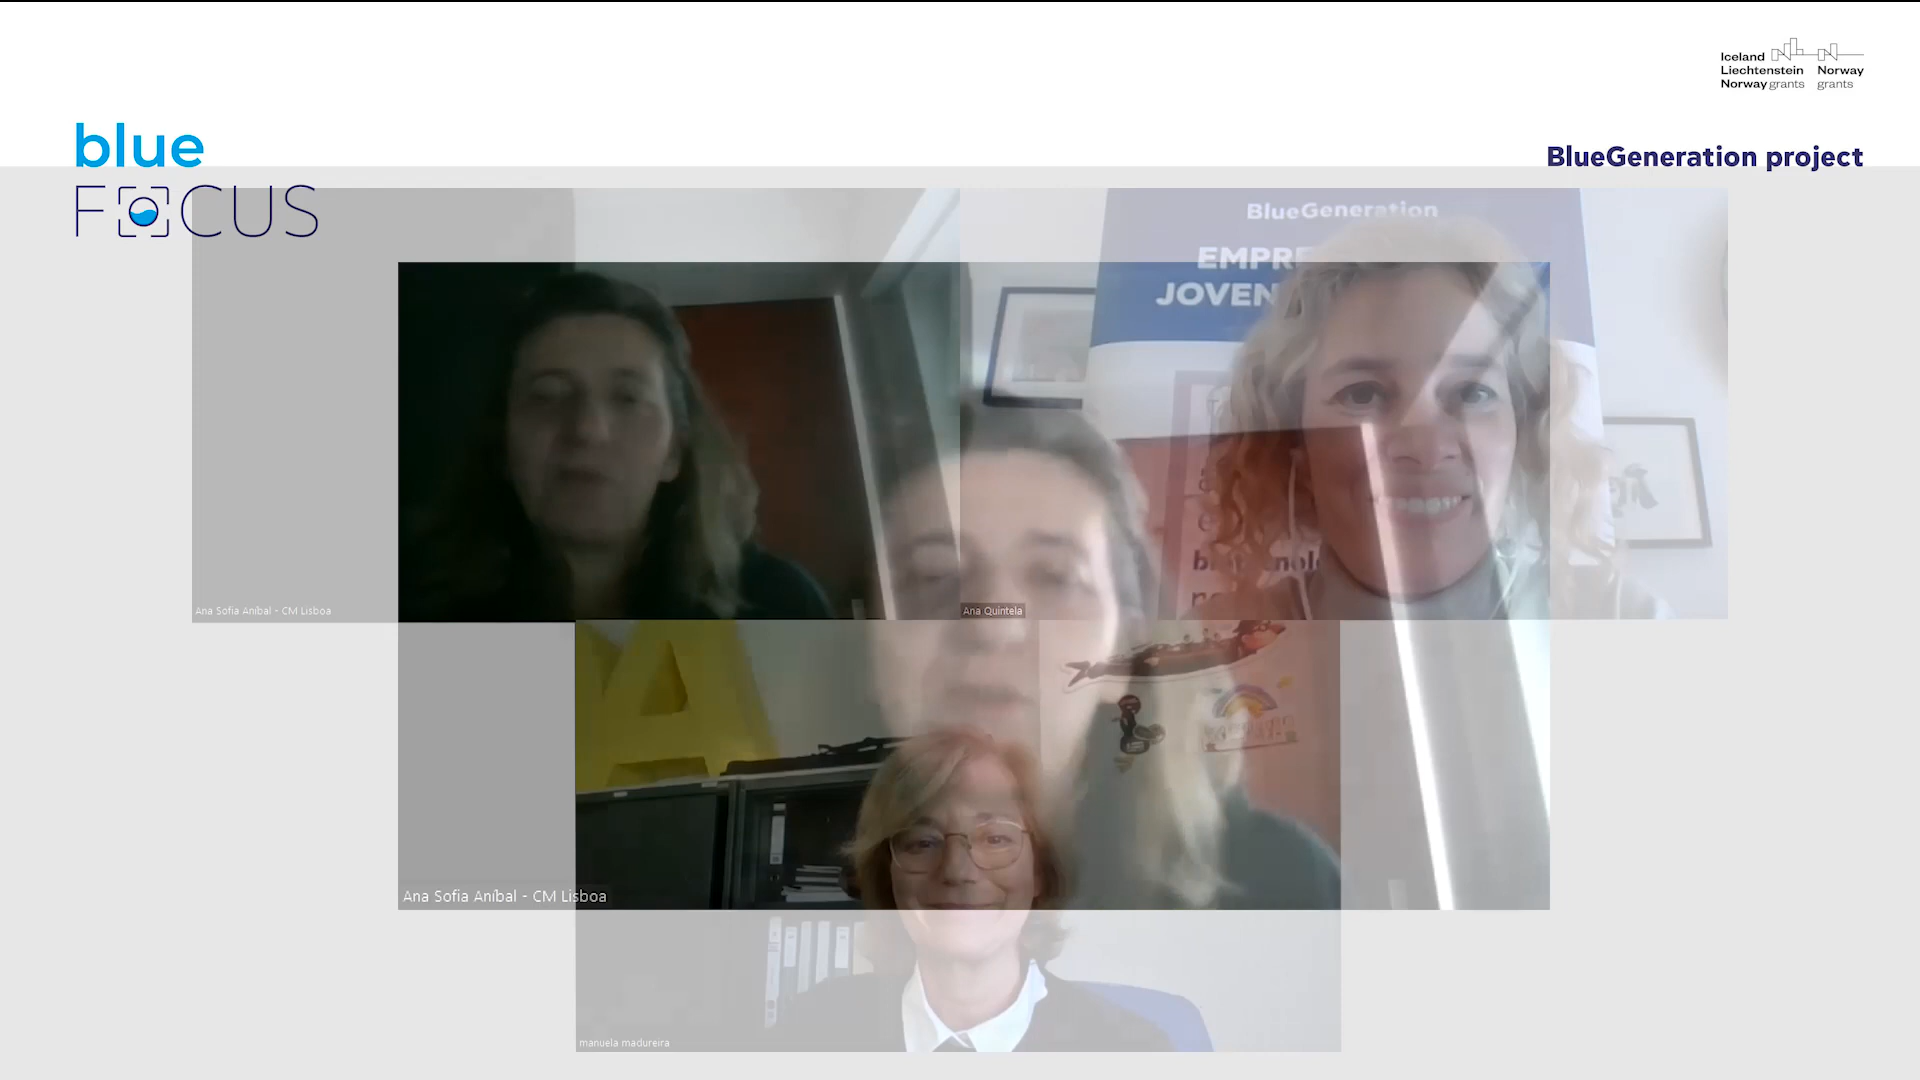 Iceland
Liechtenstein Norway
Norway grants grants
blue
FOCUS
BlueGeneration project
BlueGeneration
EMPRE
JOVEN
Ana Sofia Aníbal - CM Lisboa
Ana Quintela
Ana Sofia Aníbal - CM Lisboa
manuela madureira